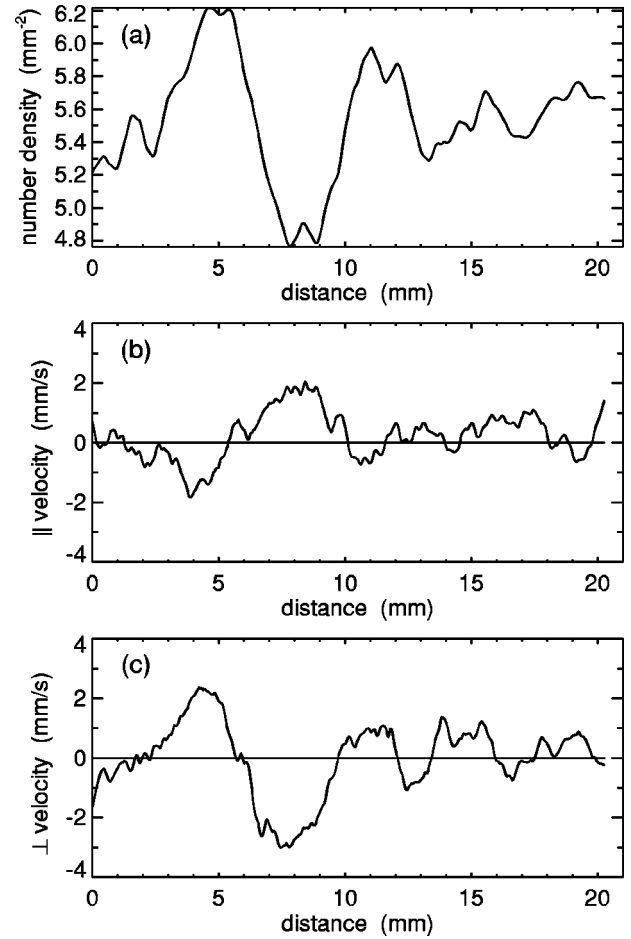 (a)
number density (mm⁻²)
6.2
6.0
5.8
5.6
5.4
5.2
5.0
4.8
0 5 10 15 20
distance (mm)
(b)
|| velocity (mm/s)
4
2
0
-2
-4
0 5 10 15 20
distance (mm)
(c)
⊥ velocity (mm/s)
4
2
0
-2
-4
0 5 10 15 20
distance (mm)